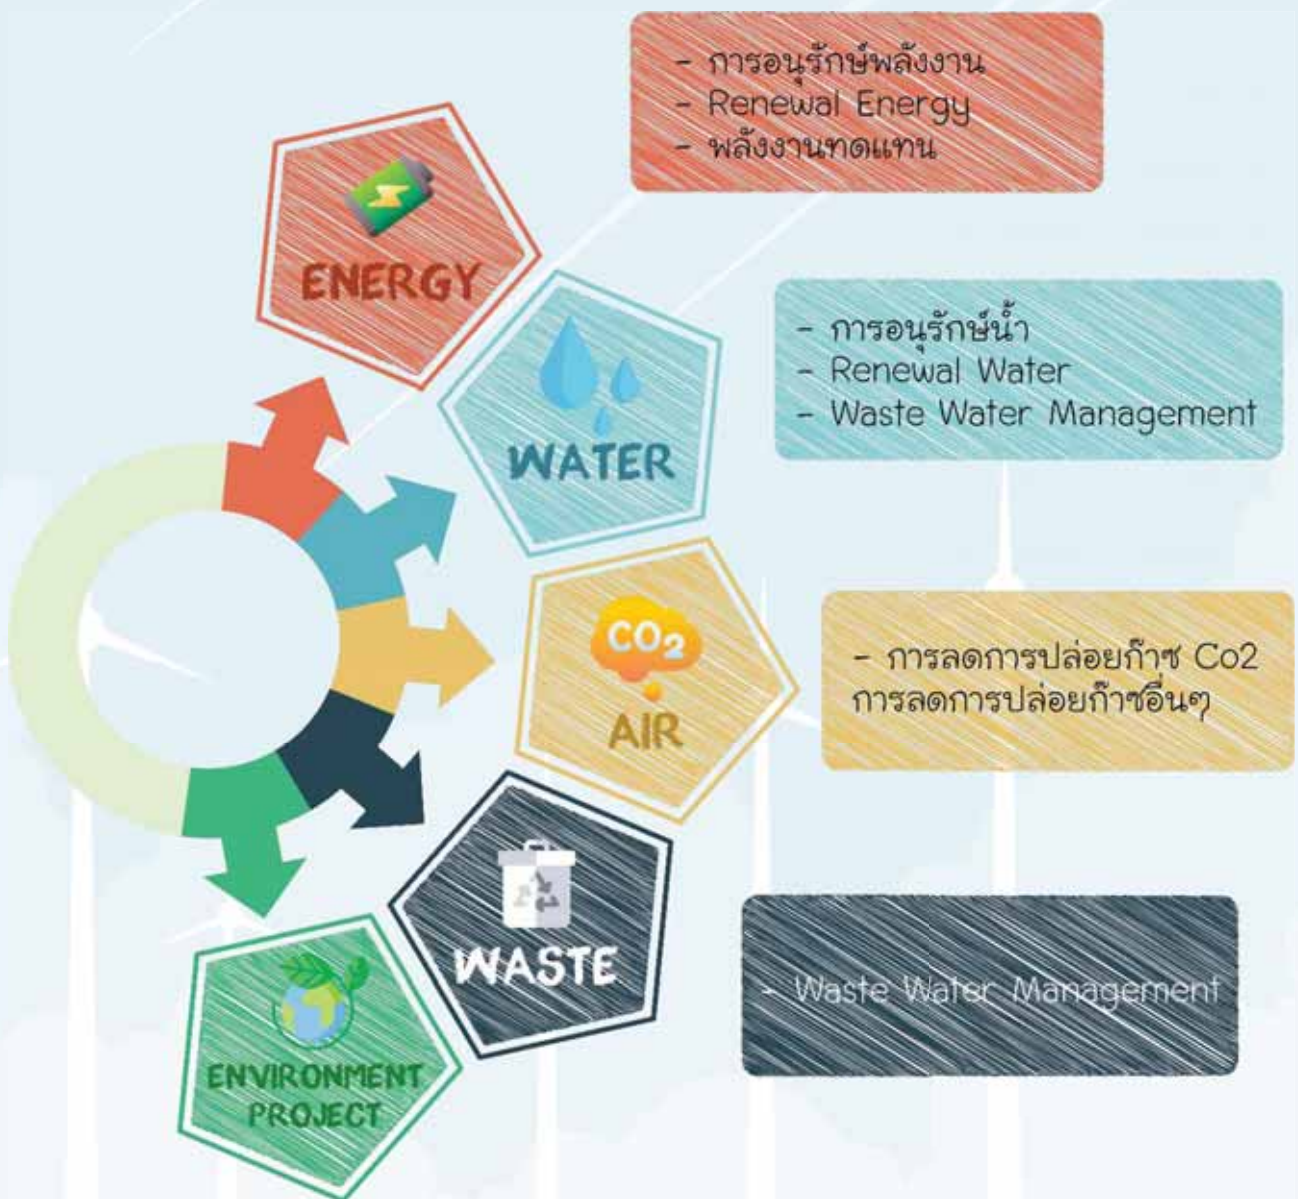 - การอนุรักษ์พลังงาน
- Renewal Energy
- พลังงานทดแทน
ENERGY
- การอนุรักษ์น้ำ
- Renewal Water
- Waste Water Management
WATER
- การลดการปล่อยก๊าซ Co2
การลดการปล่อยก๊าซอื่นๆ
CO2
AIR
- Waste Water Management
WASTE
ENVIRONMENT
PROJECT